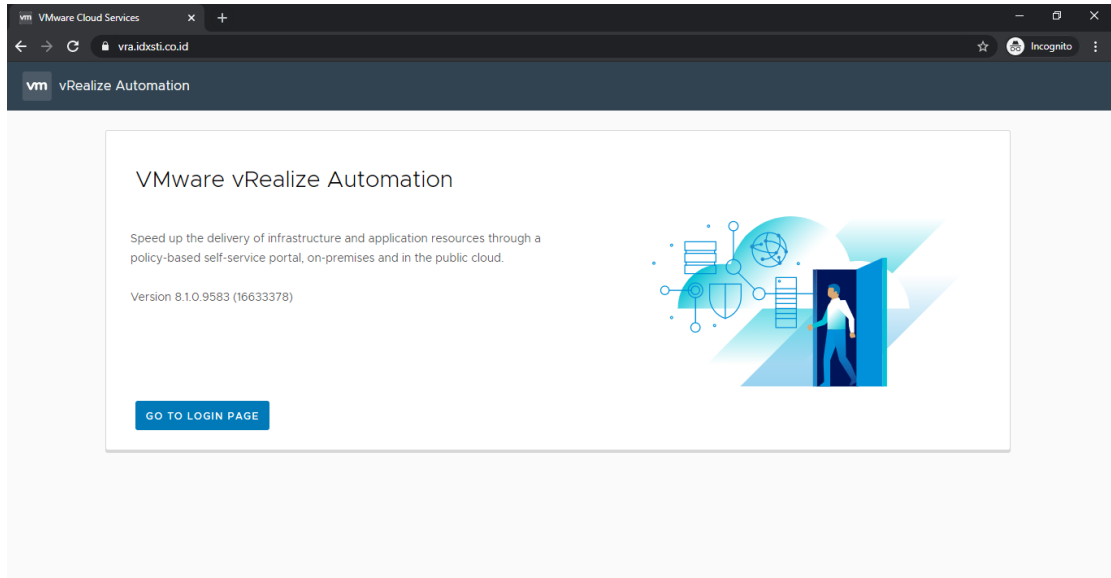 vm VMware Cloud Services
vra.idxsti.co.id
Incognito
vm vRealize Automation
VMware vRealize Automation
Speed up the delivery of infrastructure and application resources through a
policy-based self-service portal, on-premises and in the public cloud.
Version 8.1.0.9583 (16633378)
GO TO LOGIN PAGE